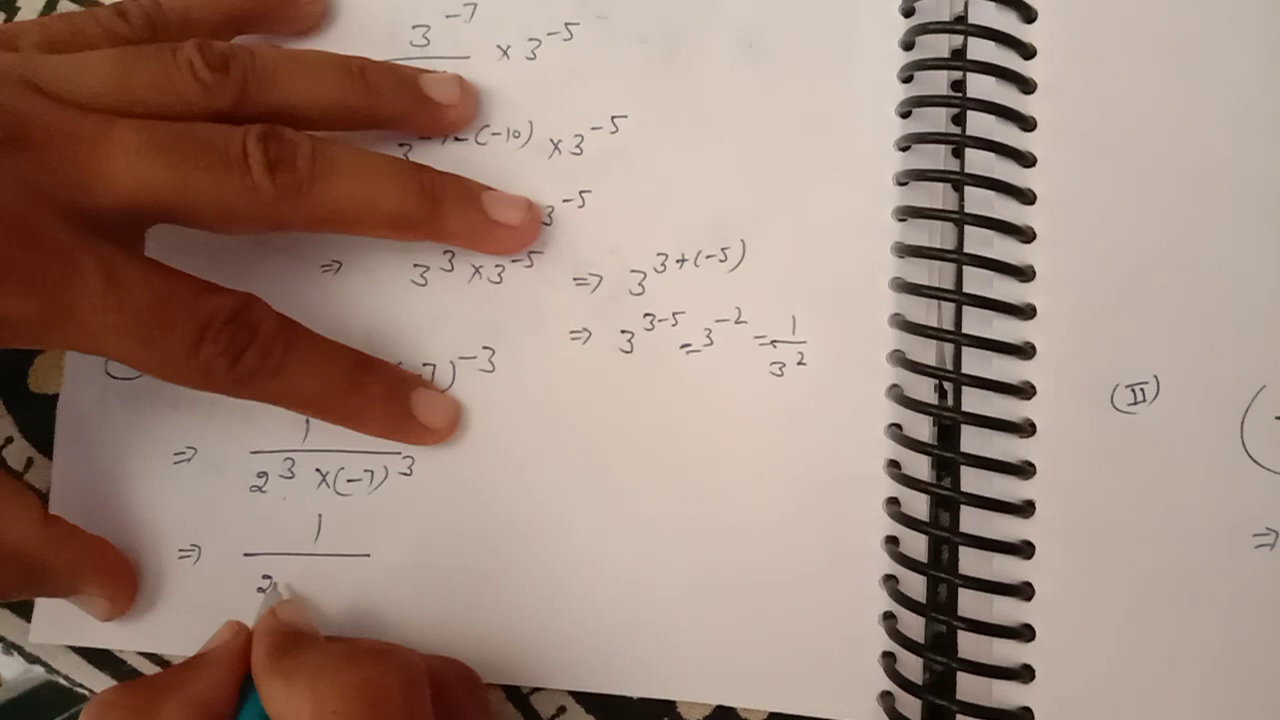 3^-7 × 3^-5
(-10) × 3^-5
3^-5
⇒ 3^3 × 3^-5 ⇒ 3^3+(-5)
⇒ 3^3-5 = 3^-2 = 1/3^2
7)^-3
⇒ 1/2^3 × (-7)^3
⇒ 1/2
(II) (
⇒